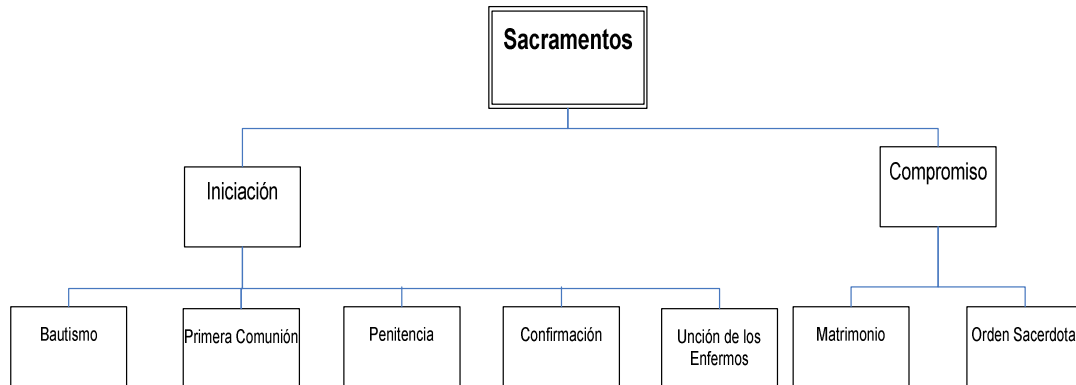 Sacramentos
Iniciación
Compromiso
Bautismo
Primera Comunión
Penitencia
Confirmación
Unción de los
Enfermos
Matrimonio
Orden Sacerdota